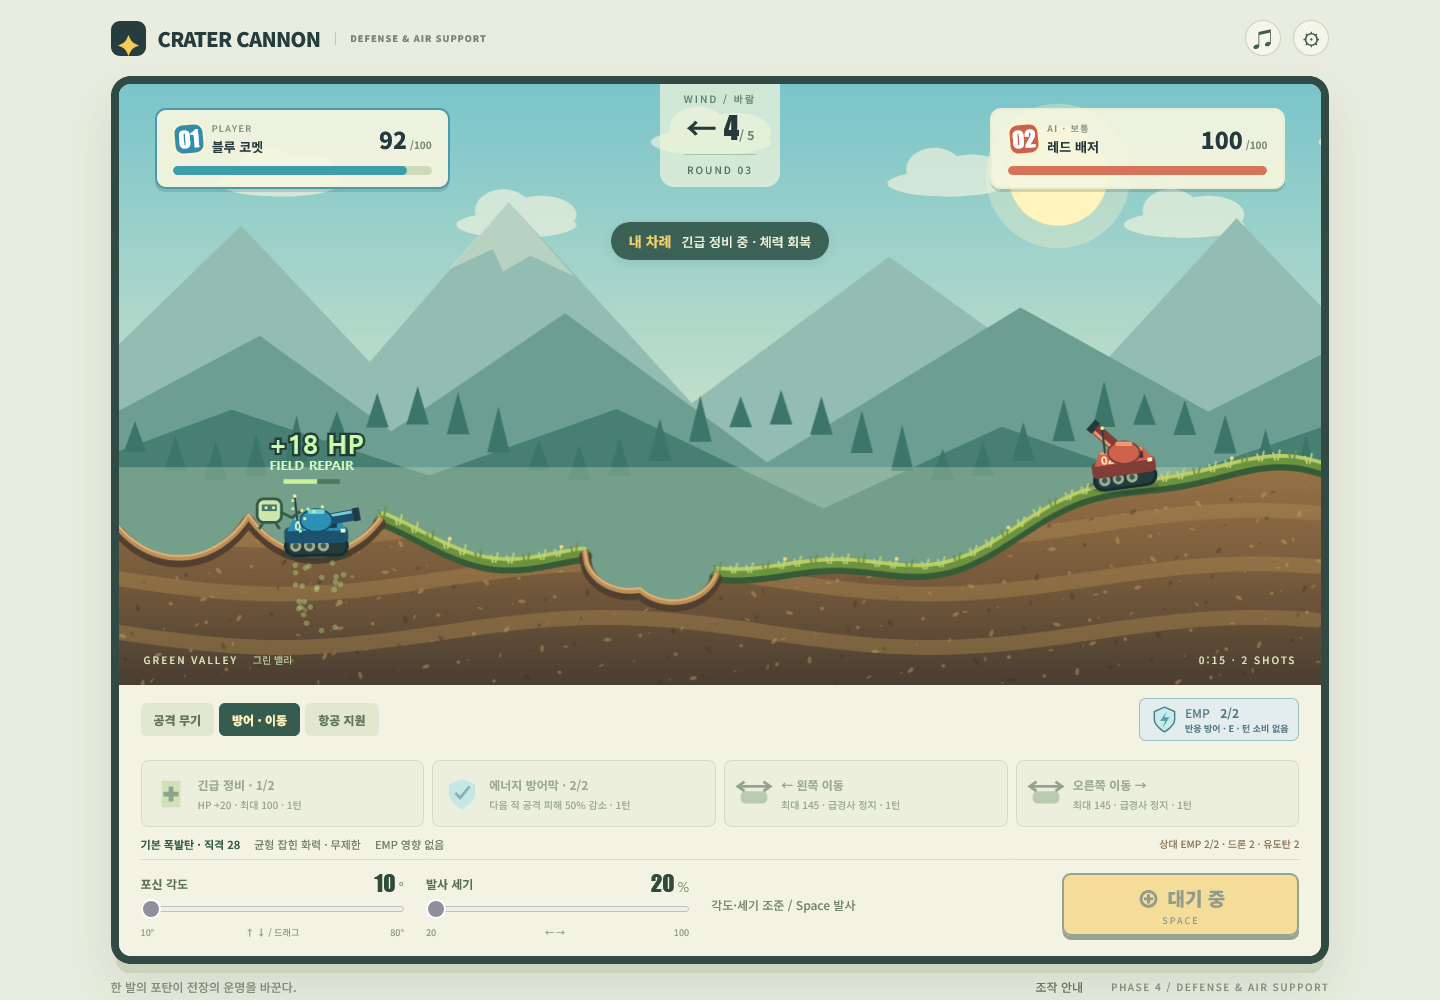 CRATER CANNON
DEFENSE & AIR SUPPORT
01
PLAYER
블루 코멧
92 /100
WIND / 바람
← 4 / 5
ROUND 03
02
AI · 보통
레드 배저
100 /100
내 차례 긴급 정비 중 · 체력 회복
+18 HP
FIELD REPAIR
GREEN VALLEY 그린 밸리
0:15 · 2 SHOTS
공격 무기
방어 · 이동
항공 지원
EMP 2/2
반응 방어 · E · 턴 소비 없음
긴급 정비 · 1/2
HP +20 · 최대 100 · 1턴
에너지 방어막 · 2/2
다음 적 공격 피해 50% 감소 · 1턴
← 왼쪽 이동
최대 145 · 급경사 정지 · 1턴
오른쪽 이동 →
최대 145 · 급경사 정지 · 1턴
기본 폭발탄 · 직격 28 균형 잡힌 화력 · 무제한 EMP 영향 없음
상대 EMP 2/2 · 드론 2 · 유도탄 2
포신 각도 10 °
10° ↑ ↓ / 드래그 80°
발사 세기 20 %
20 ←→ 100
각도·세기 조준 / Space 발사
대기 중
SPACE
한 발의 포탄이 전장의 운명을 바꾼다.
조작 안내
PHASE 4 / DEFENSE & AIR SUPPORT